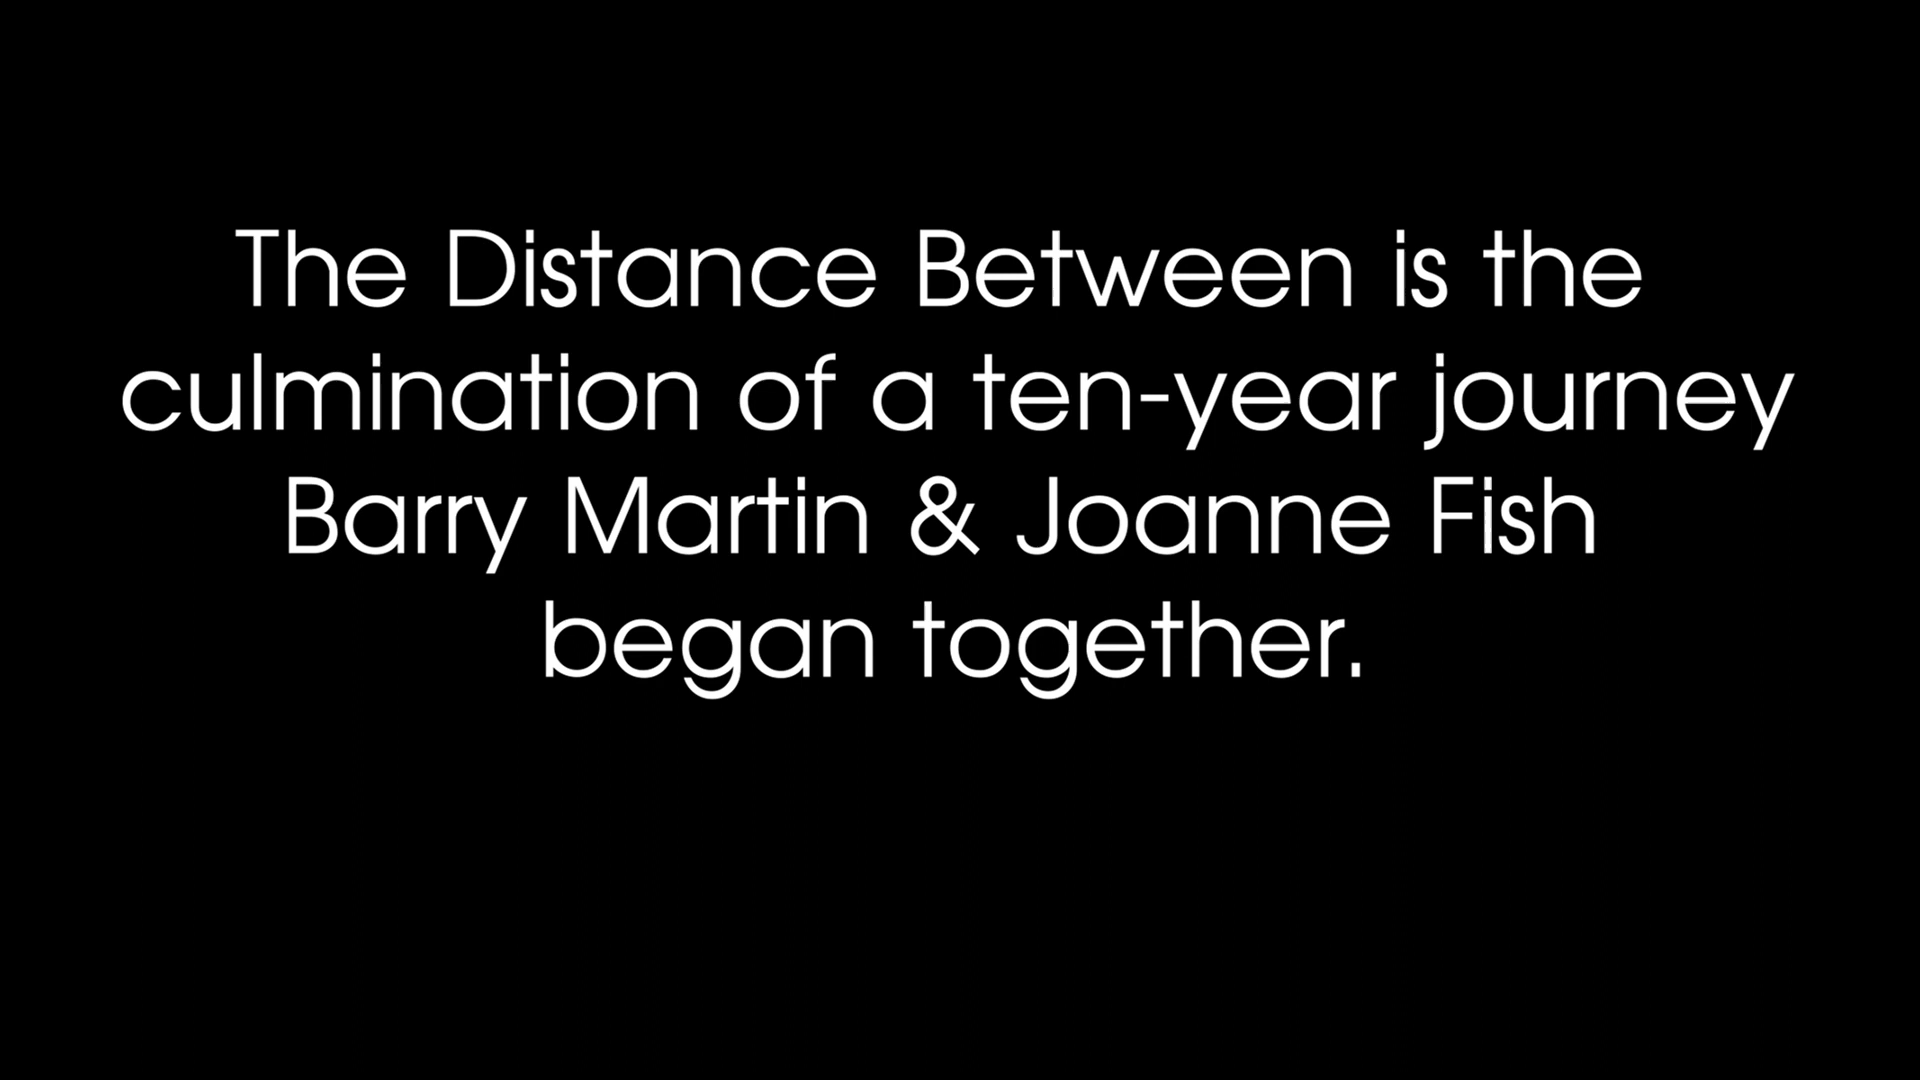 The Distance Between is the
culmination of a ten-year journey
Barry Martin & Joanne Fish
began together.